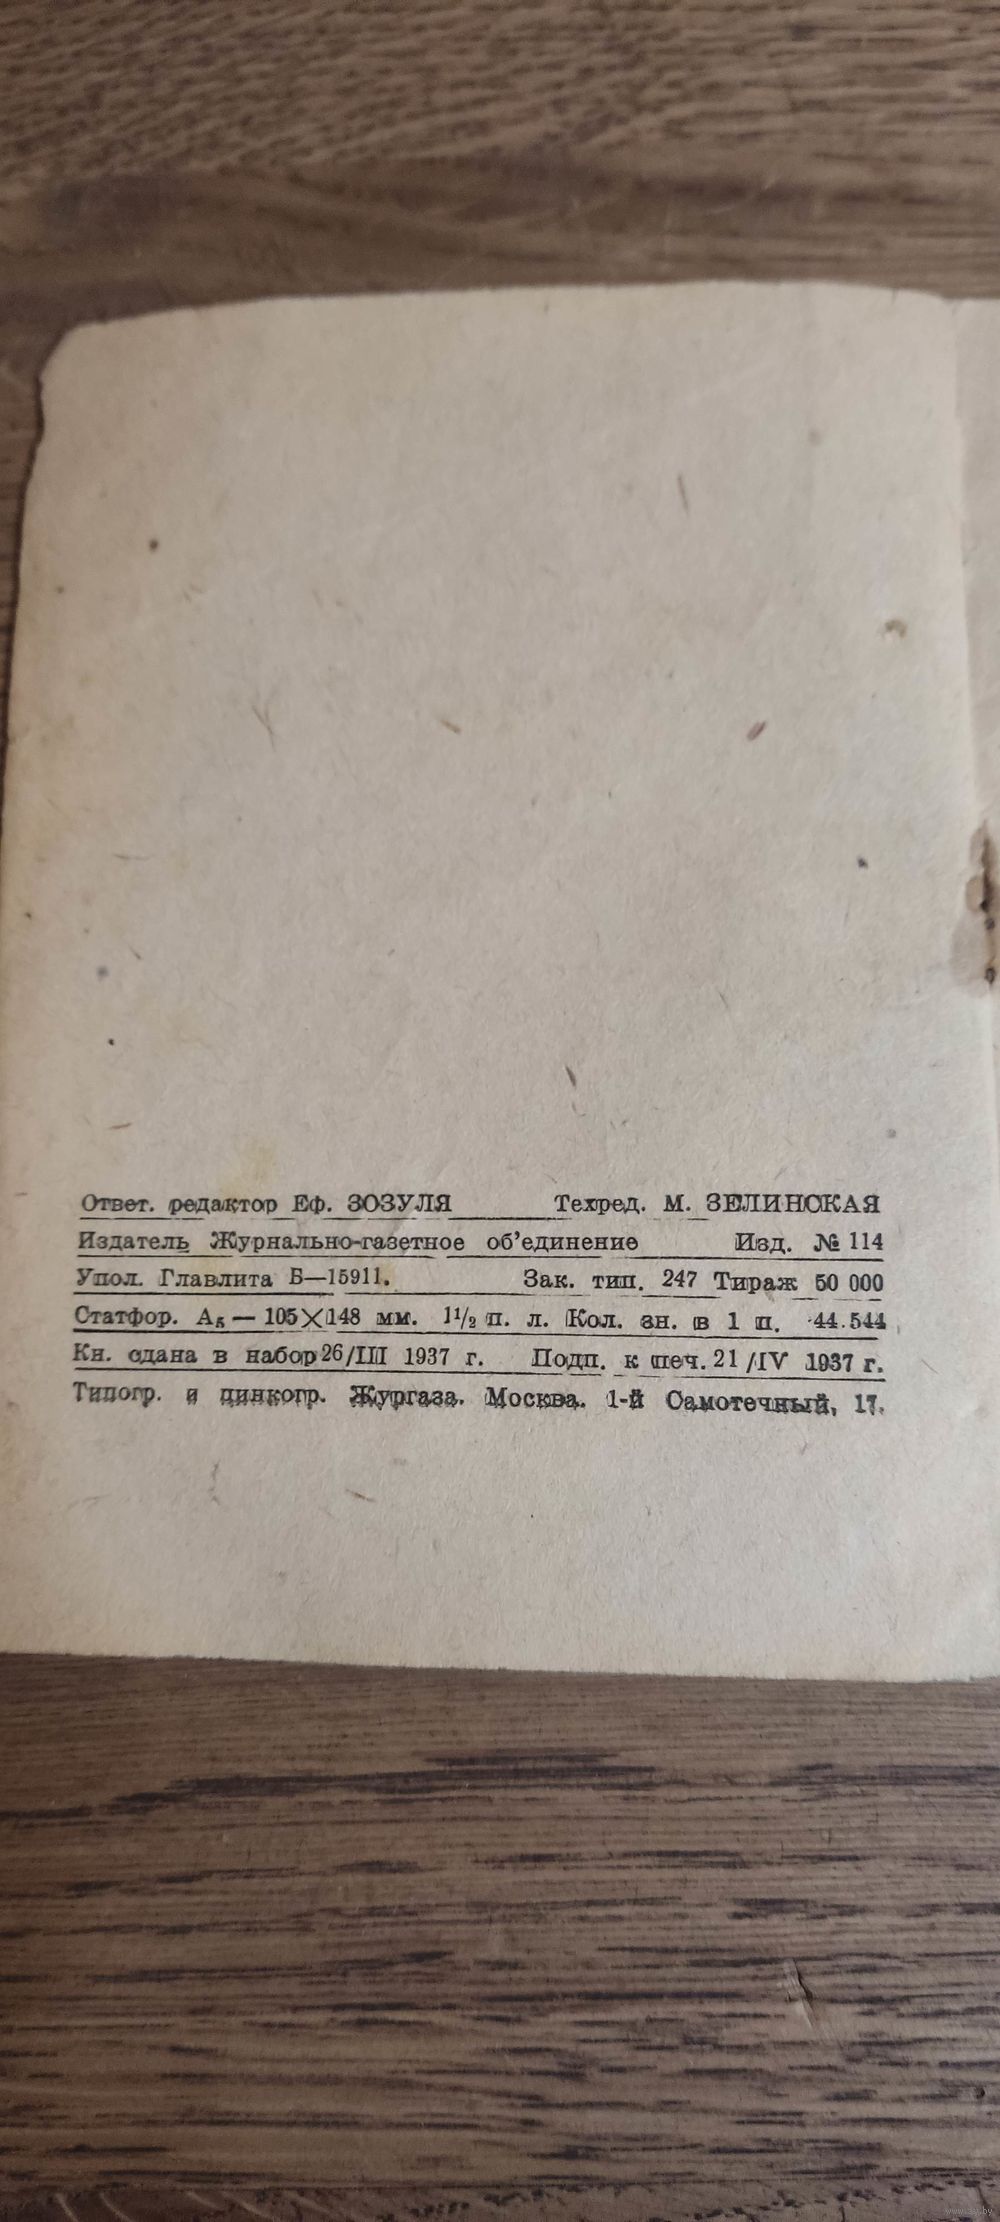 Ответ. редактор Еф. ЗОЗУЛЯ Техред. М. ЗЕЛИНСКАЯ
Издатель Журнально-газетное об’единение Изд. № 114
Упол. Главлита Б—15911. Зак. тип. 247 Тираж 50 000
Статфор. А₅ — 105×148 мм. 1¹/₂ п. л. Кол. зн. в 1 п. 44.544
Кн. сдана в набор 26/III 1937 г. Подп. к печ. 21/IV 1937 г.
Типогр. и цинкогр. Жургаза. Москва. 1-й Самотечный, 17.